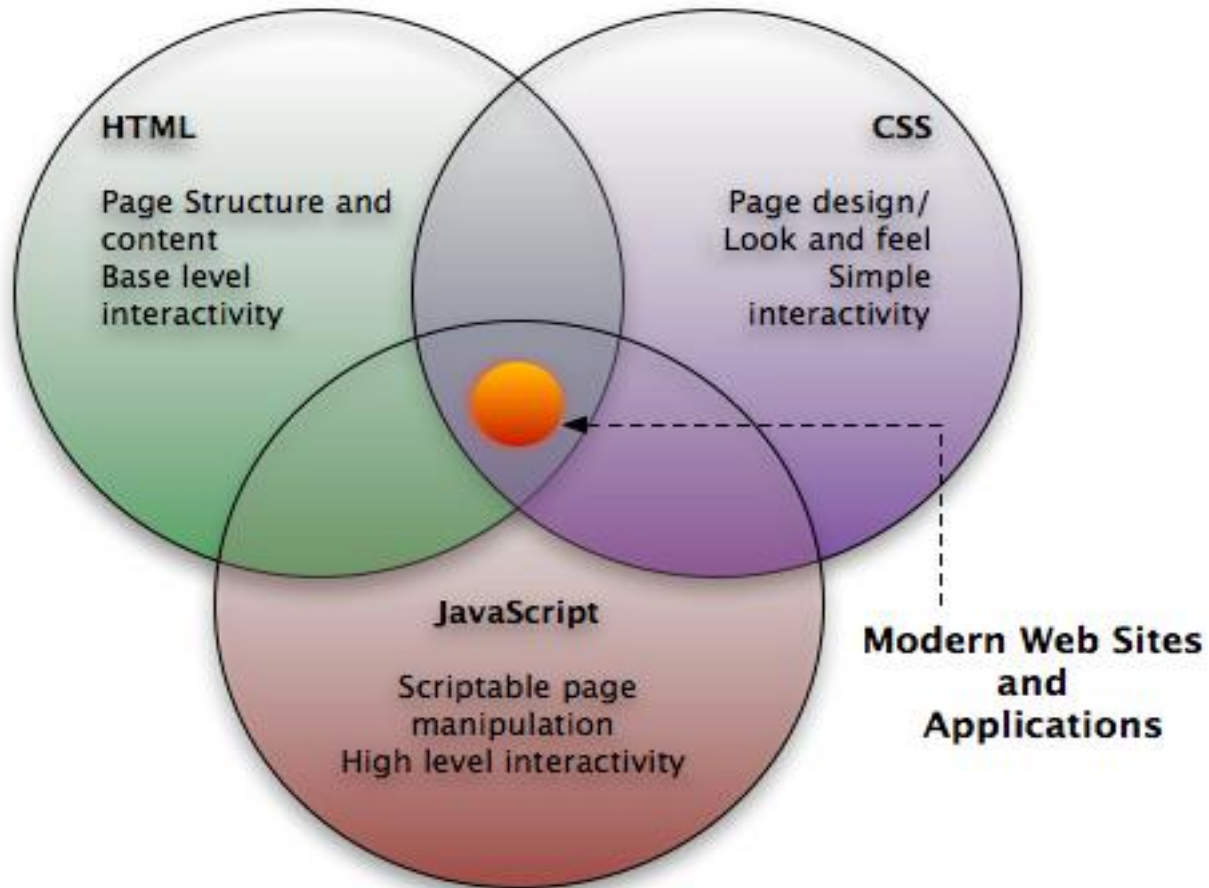 HTML
Page Structure and
content
Base level
interactivity
CSS
Page design/
Look and feel
Simple
interactivity
JavaScript
Scriptable page
manipulation
High level interactivity
Modern Web Sites
and
Applications